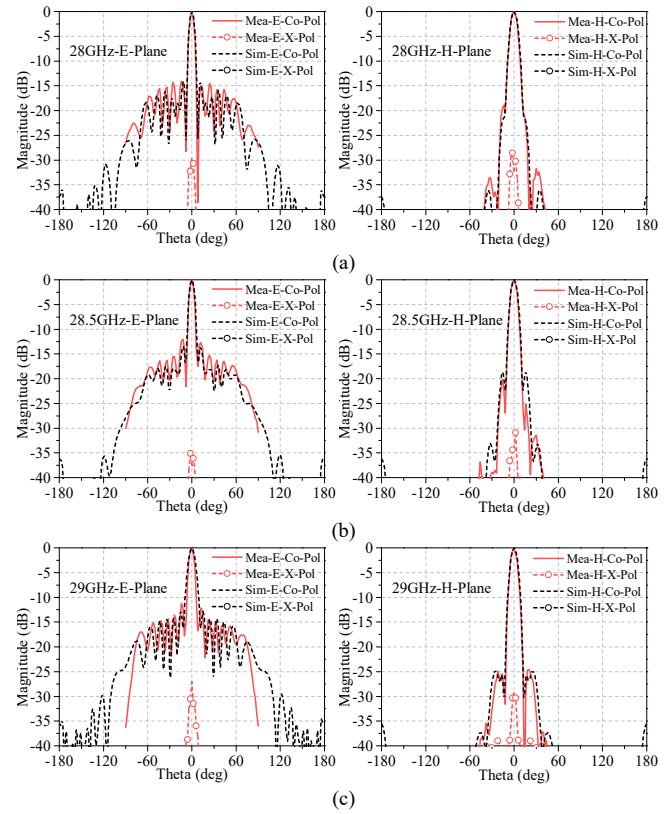 28GHz-E-Plane
Mea-E-Co-Pol
Mea-E-X-Pol
Sim-E-Co-Pol
Sim-E-X-Pol
Magnitude (dB)
0
-5
-10
-15
-20
-25
-30
-35
-40
-180 -120 -60 0 60 120 180
Theta (deg)
28GHz-H-Plane
Mea-H-Co-Pol
Mea-H-X-Pol
Sim-H-Co-Pol
Sim-H-X-Pol
Magnitude (dB)
0
-5
-10
-15
-20
-25
-30
-35
-40
-180 -120 -60 0 60 120 180
Theta (deg)
(a)
28.5GHz-E-Plane
Mea-E-Co-Pol
Mea-E-X-Pol
Sim-E-Co-Pol
Sim-E-X-Pol
Magnitude (dB)
0
-5
-10
-15
-20
-25
-30
-35
-40
-180 -120 -60 0 60 120 180
Theta (deg)
28.5GHz-H-Plane
Mea-H-Co-Pol
Mea-H-X-Pol
Sim-H-Co-Pol
Sim-H-X-Pol
Magnitude (dB)
0
-5
-10
-15
-20
-25
-30
-35
-40
-180 -120 -60 0 60 120 180
Theta (deg)
(b)
29GHz-E-Plane
Mea-E-Co-Pol
Mea-E-X-Pol
Sim-E-Co-Pol
Sim-E-X-Pol
Magnitude (dB)
0
-5
-10
-15
-20
-25
-30
-35
-40
-180 -120 -60 0 60 120 180
Theta (deg)
29GHz-H-Plane
Mea-H-Co-Pol
Mea-H-X-Pol
Sim-H-Co-Pol
Sim-H-X-Pol
Magnitude (dB)
0
-5
-10
-15
-20
-25
-30
-35
-40
-180 -120 -60 0 60 120 180
Theta (deg)
(c)